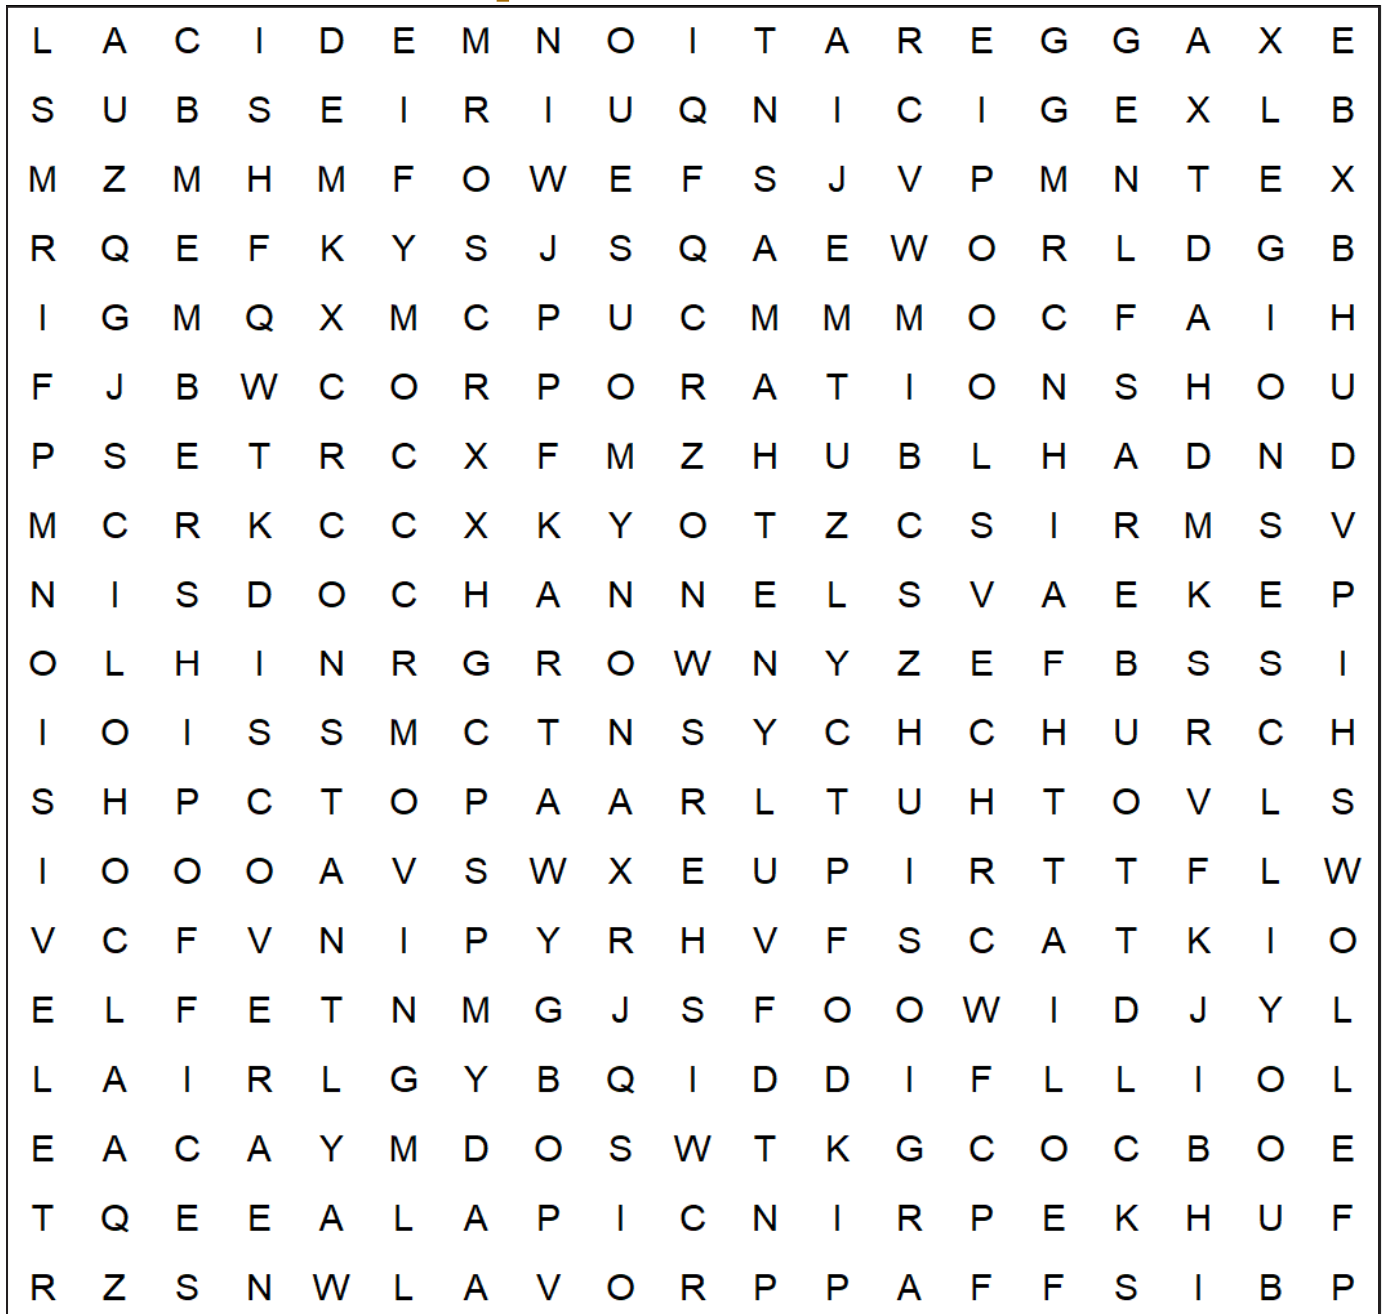 L A C I D E M N O I T A R E G G A X E
S U B S E I R I U Q N I C I G E X L B
M Z M H M F O W E F S J V P M N T E X
R Q E F K Y S J S Q A E W O R L D G B
I G M Q X M C P U C M M M O C F A I H
F J B W C O R P O R A T I O N S H O U
P S E T R C X F M Z H U B L H A D N D
M C R K C C X K Y O T Z C S I R M S V
N I S D O C H A N N E L S V A E K E P
O L H I N R G R O W N Y Z E F B S S I
I O I S S M C T N S Y C H C H U R C H
S H P C T O P A A R L T U H T O V L S
I O O O A V S W X E U P I R T T F L W
V C F V N I P Y R H V F S C A T K I O
E L F E T N M G J S F O O W I D J Y L
L A I R L G Y B Q I D D I F L L I O L
E A C A Y M D O S W T K G C O C B O E
T Q E E A L A P I C N I R P E K H U F
R Z S N W L A V O R P P A F F S I B P